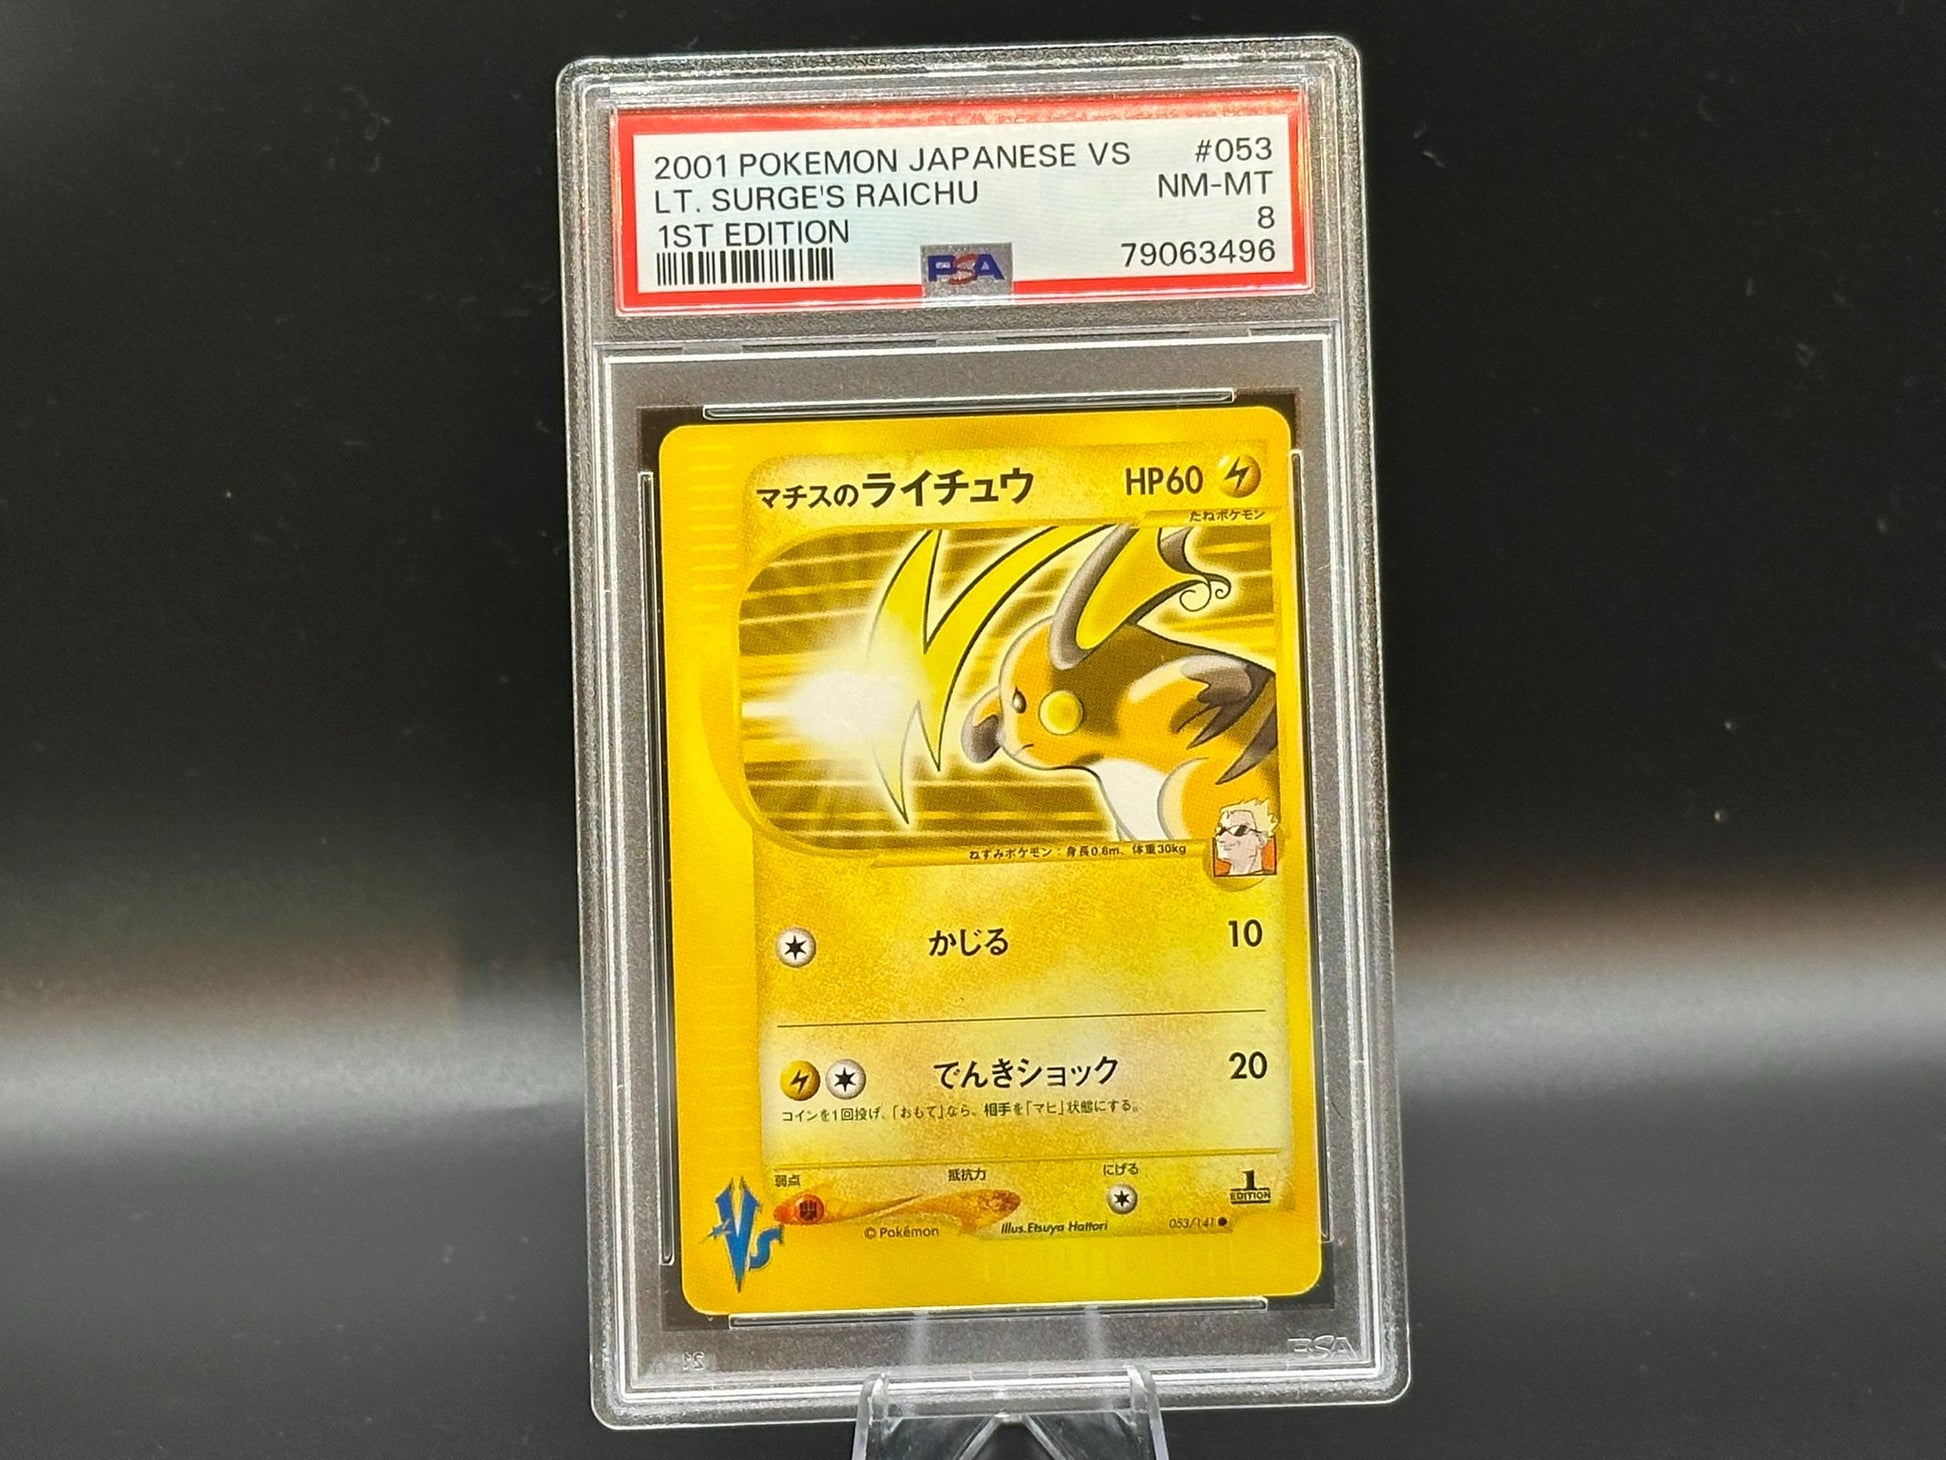 2001 POKEMON JAPANESE VS #053
LT. SURGE'S RAICHU NM-MT
1ST EDITION 8
PSA 79063496
マチスのライチュウ HP60
たねポケモン
ねずみポケモン・身長0.8m、体重30kg
かじる 10
でんきショック 20
コインを1回投げ、「おもて」なら、相手を「マヒ」状態にする。
弱点 抵抗力 にげる
1 EDITION
VS
©Pokémon Illus.Etsuya Hattori 053/141
PSA